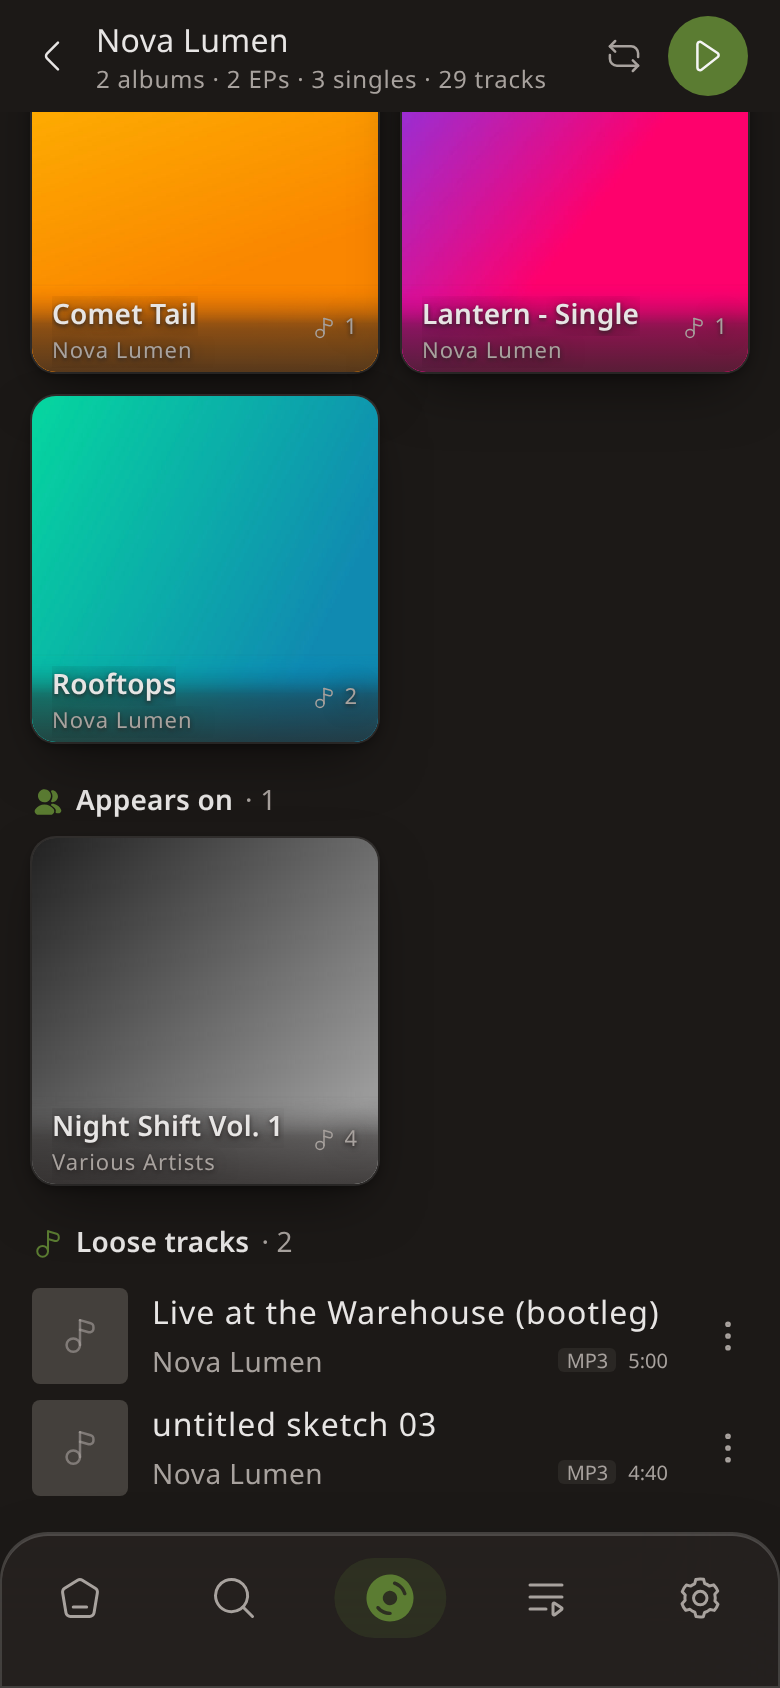 Nova Lumen
2 albums · 2 EPs · 3 singles · 29 tracks
Comet Tail
Nova Lumen
1
Lantern - Single
Nova Lumen
1
Rooftops
Nova Lumen
2
Appears on · 1
Night Shift Vol. 1
Various Artists
4
Loose tracks · 2
Live at the Warehouse (bootleg)
Nova Lumen MP3 5:00
untitled sketch 03
Nova Lumen MP3 4:40